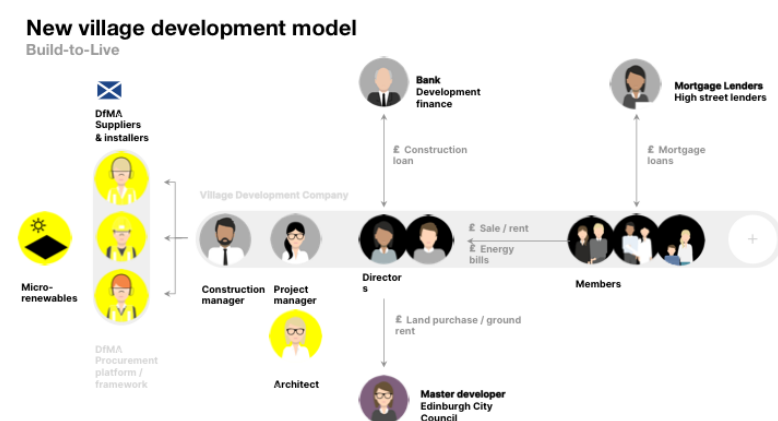 New village development model
Build-to-Live
DfMA
Suppliers
& installers
Bank
Development
finance
Mortgage Lenders
High street lenders
£ Construction
loan
£ Mortgage
loans
Village Development Company
£ Sale / rent
£ Energy
bills
+
Micro-
renewables
Construction
manager
Project
manager
Director
s
Members
£ Land purchase / ground
rent
DfMA
Procurement
platform /
framework
Architect
Master developer
Edinburgh City
Council